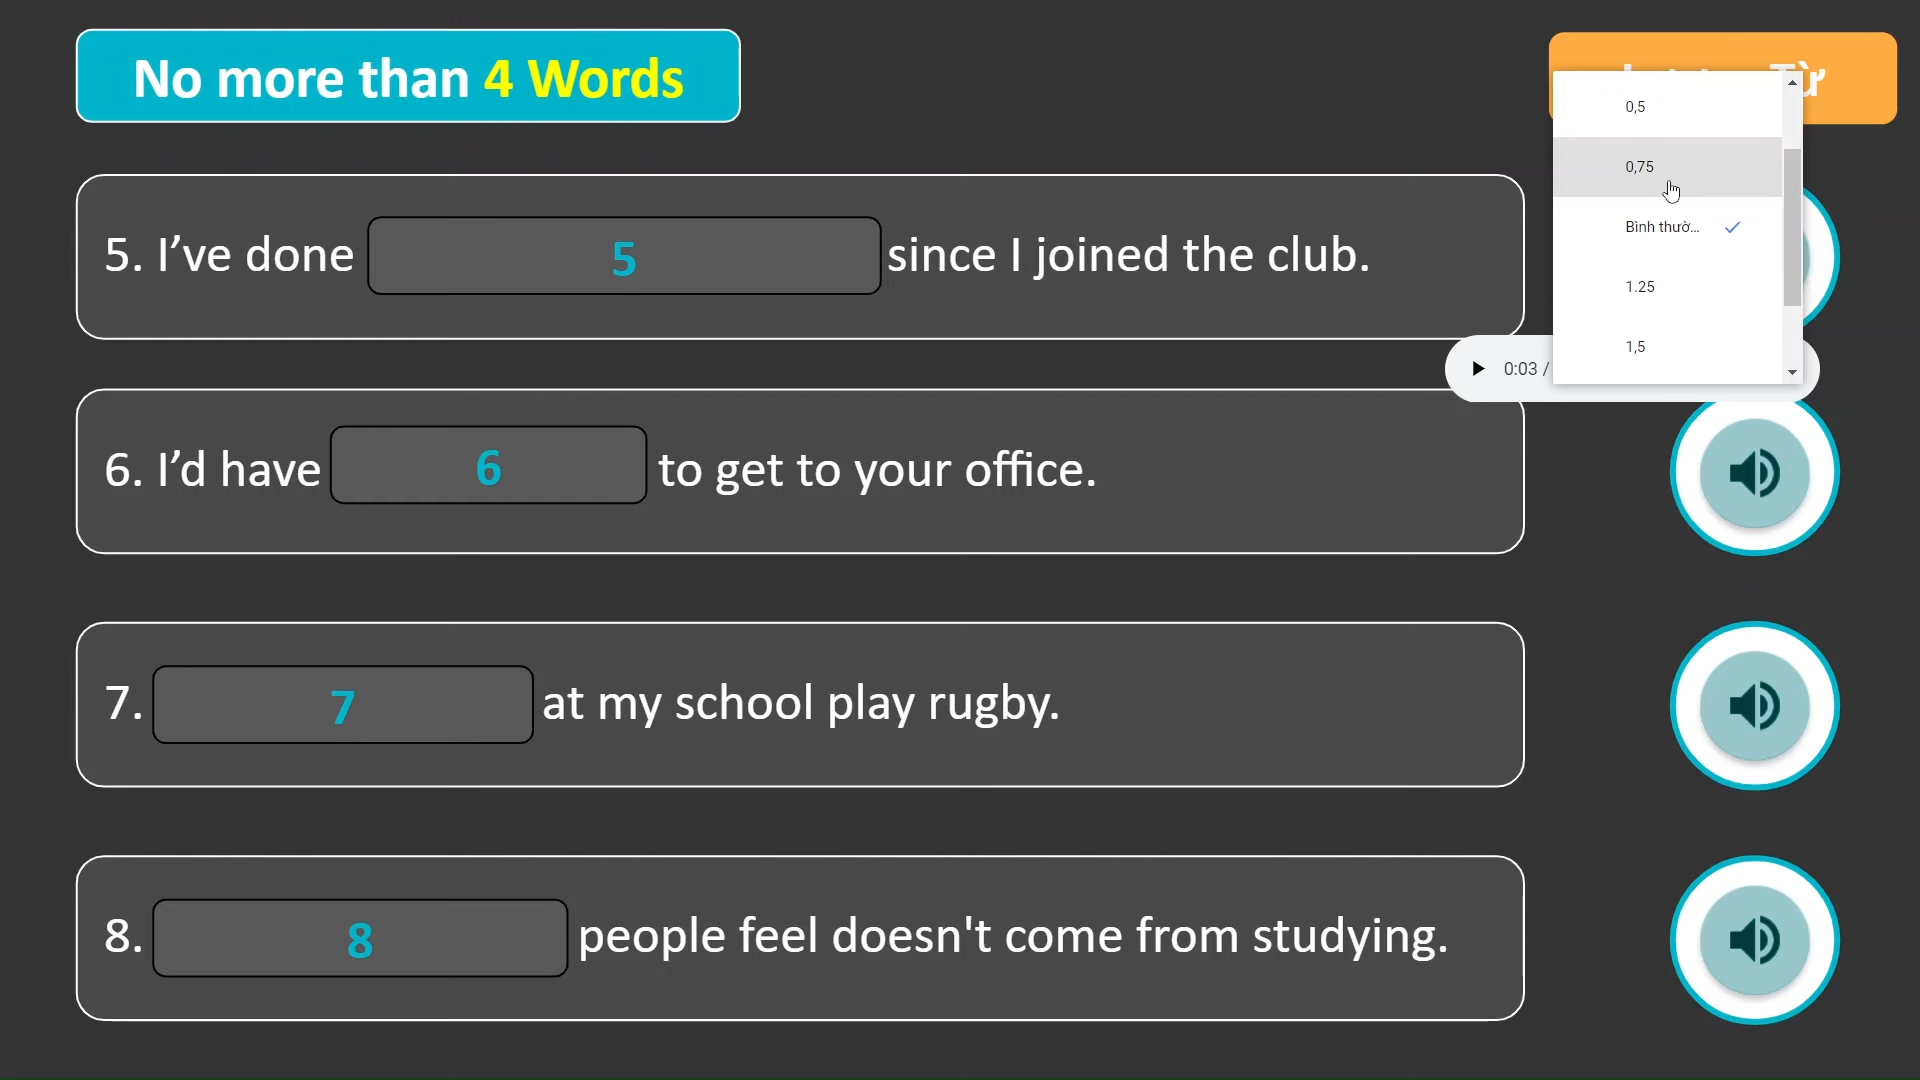 No more than 4 Words
0,5
0,75
Bình thườ...
1.25
1,5
5. I’ve done 5 since I joined the club.
0:03 /
6. I’d have 6 to get to your office.
7. 7 at my school play rugby.
8. 8 people feel doesn't come from studying.